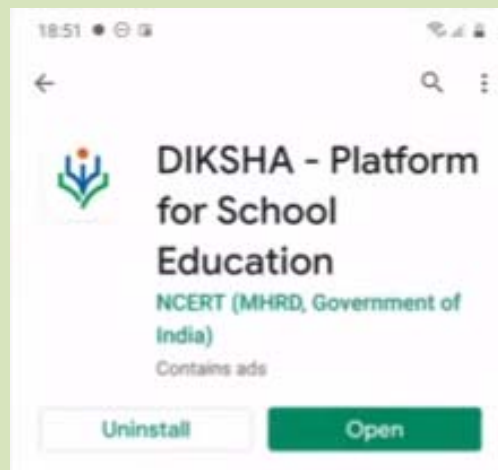 18:51
DIKSHA - Platform
for School
Education
NCERT (MHRD, Government of
India)
Contains ads
Uninstall
Open